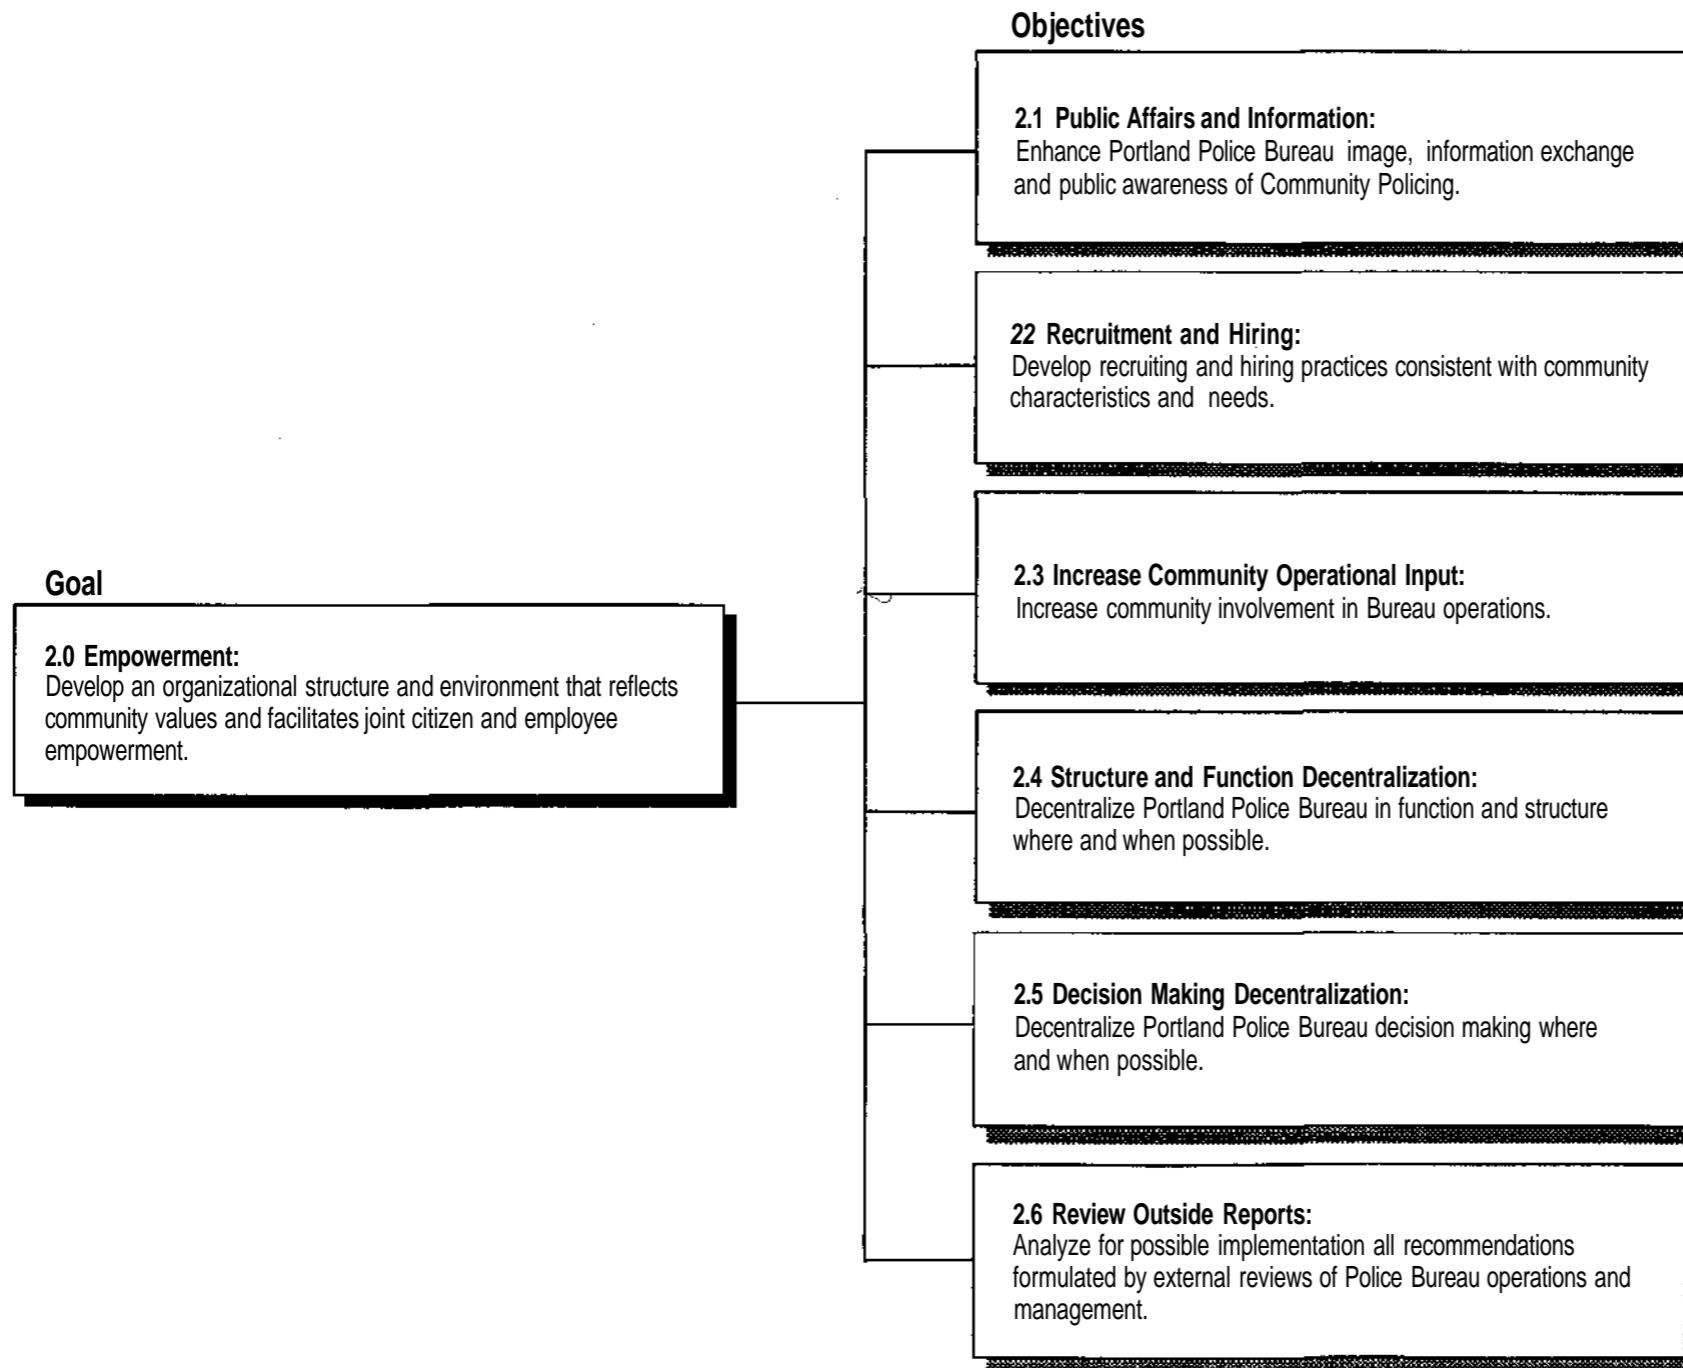 Objectives
2.1 Public Affairs and Information:
Enhance Portland Police Bureau image, information exchange
and public awareness of Community Policing.
22 Recruitment and Hiring:
Develop recruiting and hiring practices consistent with community
characteristics and needs.
2.3 Increase Community Operational Input:
Increase community involvement in Bureau operations.
Goal
2.0 Empowerment:
Develop an organizational structure and environment that reflects
community values and facilitates joint citizen and employee
empowerment.
2.4 Structure and Function Decentralization:
Decentralize Portland Police Bureau in function and structure
where and when possible.
2.5 Decision Making Decentralization:
Decentralize Portland Police Bureau decision making where
and when possible.
2.6 Review Outside Reports:
Analyze for possible implementation all recommendations
formulated by external reviews of Police Bureau operations and
management.